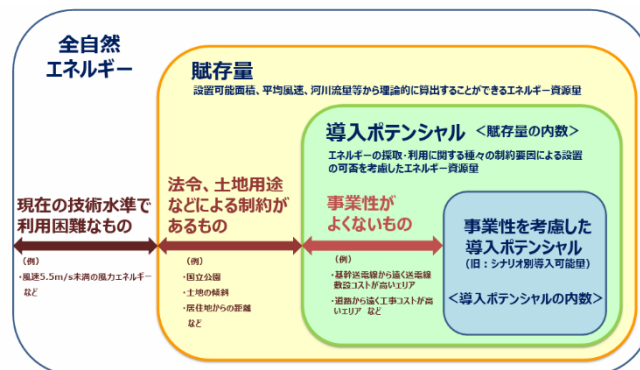 全自然
エネルギー
賦存量
設置可能面積、平均風速、河川流量等から理論的に算出することができるエネルギー資源量
導入ポテンシャル <賦存量の内数>
エネルギーの採取・利用に関する種々の制約要因による設置
の可否を考慮したエネルギー資源量
現在の技術水準で
利用困難なもの
(例)
・風速5.5m/s未満の風力エネルギー
など
法令、土地用途
などによる制約が
あるもの
(例)
・国立公園
・土地の傾斜
・居住地からの距離
など
事業性が
よくないもの
(例)
・基幹送電線から遠く送電線
敷設コストが高いエリア
・道路から遠く工事コストが高
いエリア など
事業性を考慮した
導入ポテンシャル
(旧:シナリオ別導入可能量)
<導入ポテンシャルの内数>